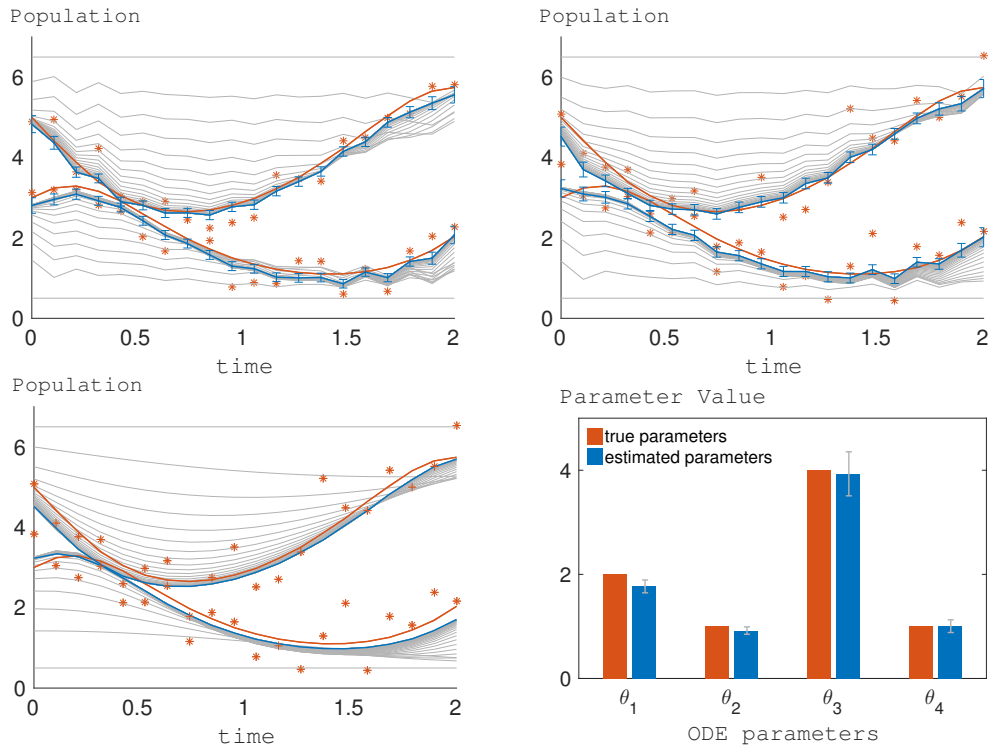 Population
6
4
2
0
0 0.5 1 1.5 2
time
Population
6
4
2
0
0 0.5 1 1.5 2
time
Population
6
4
2
0
0 0.5 1 1.5 2
time
Parameter Value
true parameters
estimated parameters
4
2
0
θ1 θ2 θ3 θ4
ODE parameters